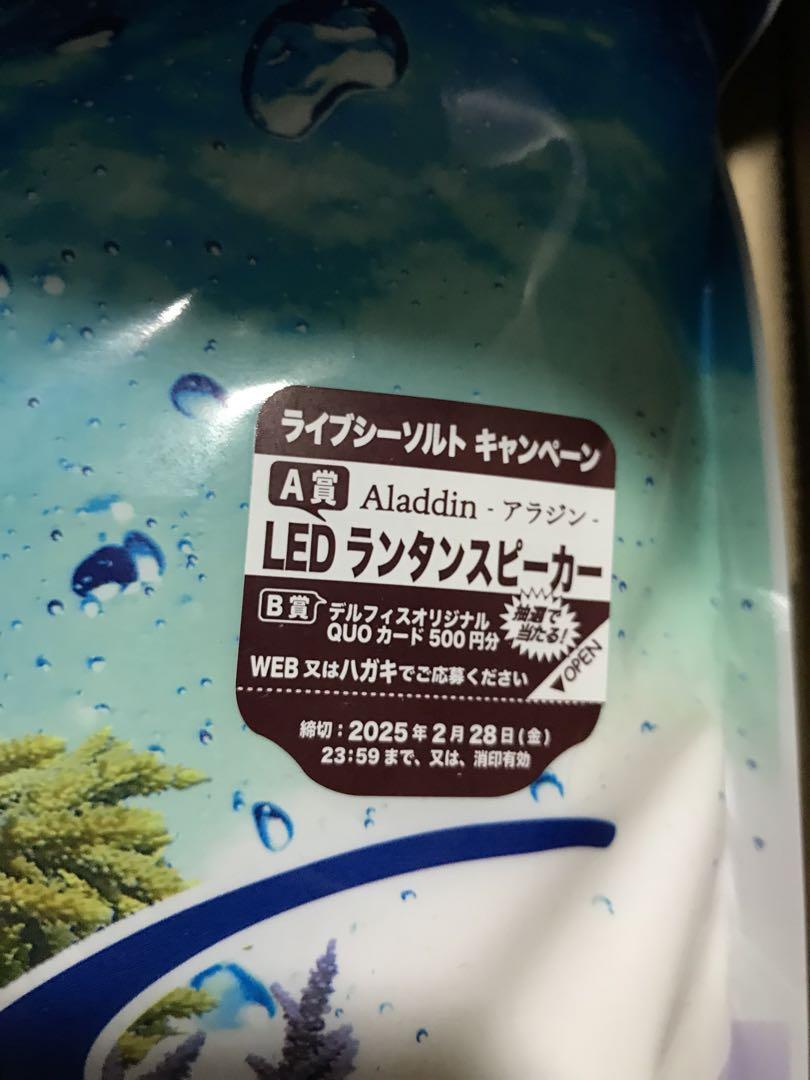 ライブシーソルト キャンペーン
A賞 Aladdin - アラジン -
LED ランタンスピーカー
B賞 デルフィスオリジナル
QUO カード 500 円分
抽選で
当たる!
WEB 又はハガキでご応募ください
◀OPEN
締切：2025 年 2 月 28 日(金)
23:59 まで、又は、消印有効